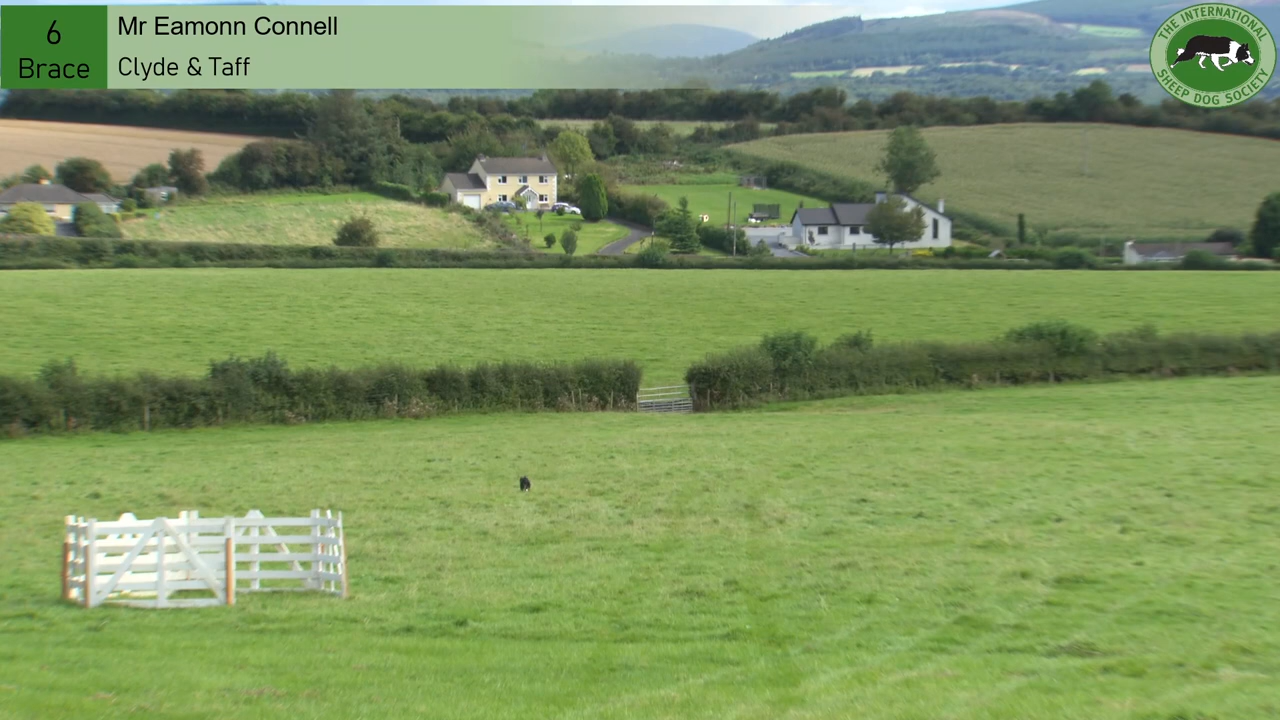 6
Brace
Mr Eamonn Connell
Clyde & Taff
THE INTERNATIONAL
SHEEP DOG SOCIETY